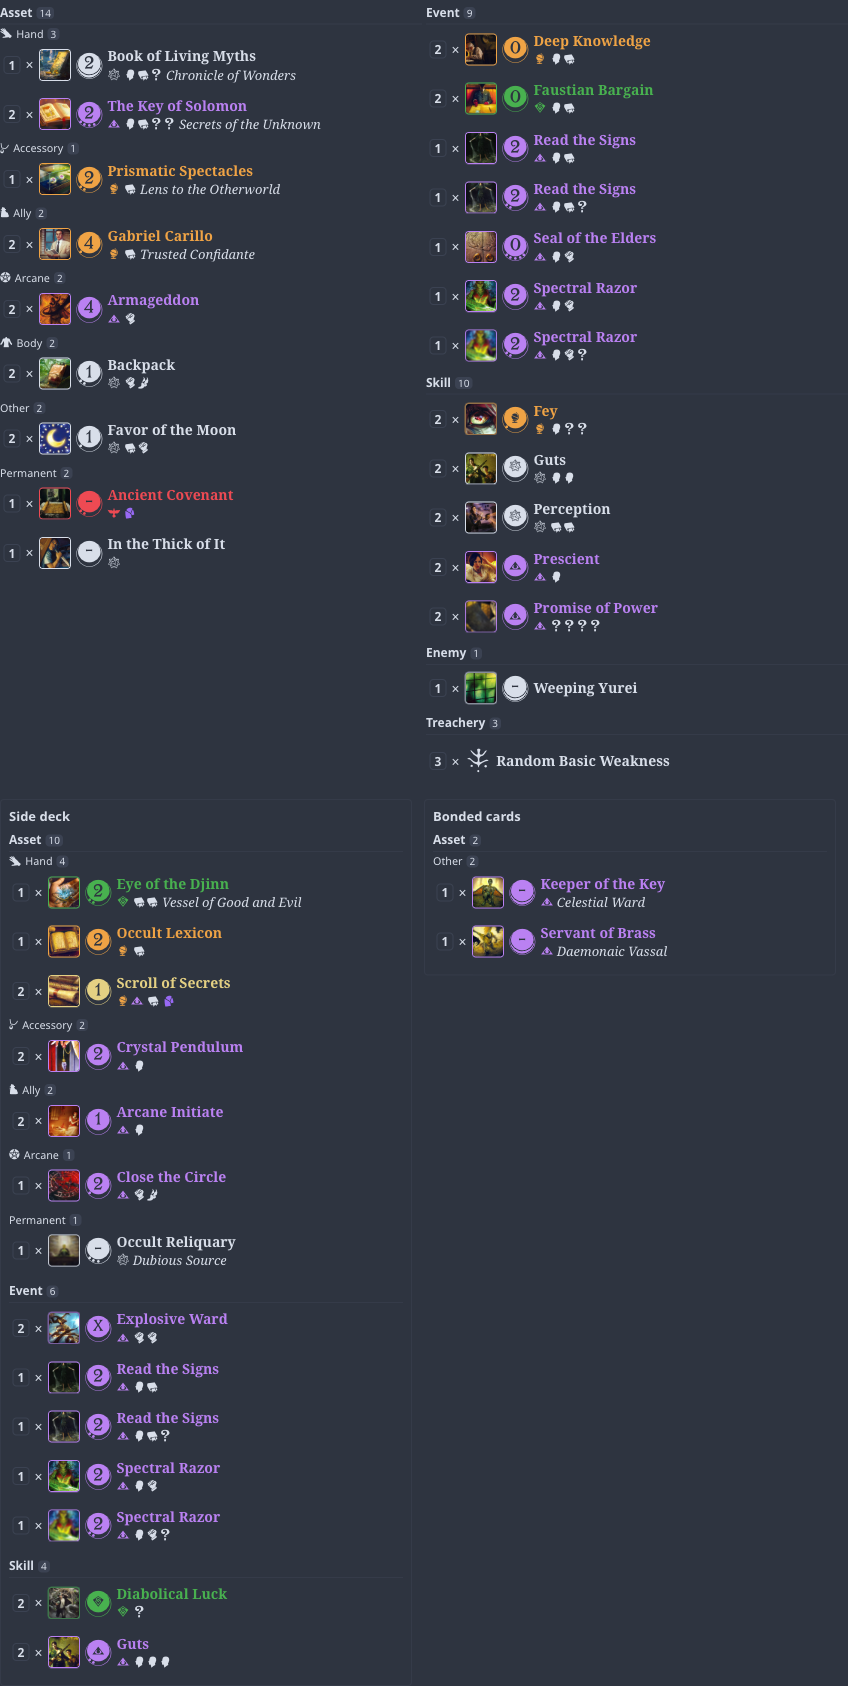 Asset 14
Hand 3
1 × 2 Book of Living Myths
? Chronicle of Wonders
2 × 2 The Key of Solomon
? ? Secrets of the Unknown
Accessory 1
1 × 2 Prismatic Spectacles
Lens to the Otherworld
Ally 2
2 × 4 Gabriel Carillo
Trusted Confidante
Arcane 2
2 × 4 Armageddon
Body 2
2 × 1 Backpack
Other 2
2 × 1 Favor of the Moon
Permanent 2
1 × - Ancient Covenant
1 × - In the Thick of It
Event 9
2 × 0 Deep Knowledge
2 × 0 Faustian Bargain
1 × 2 Read the Signs
1 × 2 Read the Signs
?
1 × 0 Seal of the Elders
1 × 2 Spectral Razor
1 × 2 Spectral Razor
?
Skill 10
2 × Fey
? ?
2 × Guts
2 × Perception
2 × Prescient
2 × Promise of Power
? ? ? ?
Enemy 1
1 × - Weeping Yurei
Treachery 3
3 × Random Basic Weakness
Side deck
Asset 10
Hand 4
1 × 2 Eye of the Djinn
Vessel of Good and Evil
1 × 2 Occult Lexicon
2 × 1 Scroll of Secrets
Accessory 2
2 × 2 Crystal Pendulum
Ally 2
2 × 1 Arcane Initiate
Arcane 1
1 × 2 Close the Circle
Permanent 1
1 × - Occult Reliquary
Dubious Source
Event 6
2 × X Explosive Ward
1 × 2 Read the Signs
1 × 2 Read the Signs
?
1 × 2 Spectral Razor
1 × 2 Spectral Razor
?
Skill 4
2 × Diabolical Luck
?
2 × Guts
Bonded cards
Asset 2
Other 2
1 × - Keeper of the Key
Celestial Ward
1 × - Servant of Brass
Daemonaic Vassal